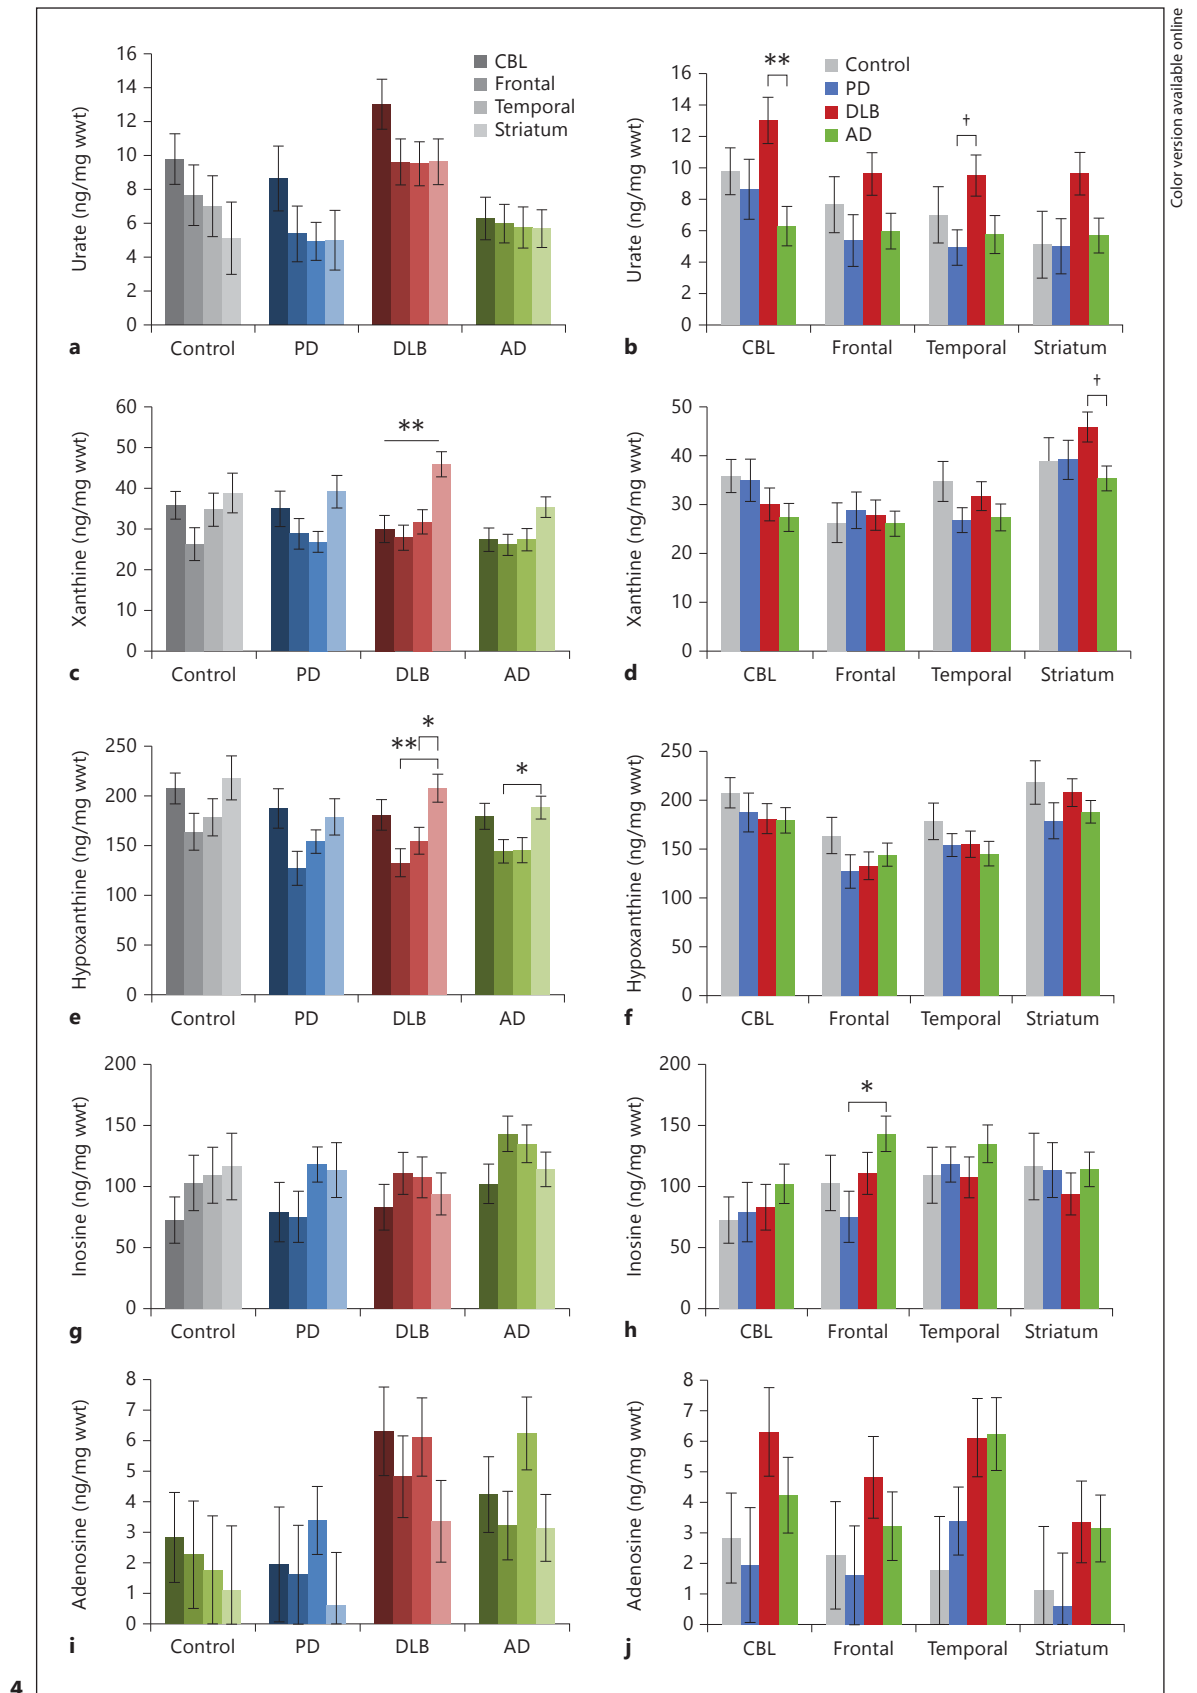 Color version available online
16
14
12
10
8
6
4
2
0
Urate (ng/mg wwt)
CBL
Frontal
Temporal
Striatum
a
Control PD DLB AD
16
14
12
10
8
6
4
2
0
Urate (ng/mg wwt)
Control
PD
DLB
AD
**
†
b
CBL Frontal Temporal Striatum
60
50
40
30
20
10
0
Xanthine (ng/mg wwt)
**
c
Control PD DLB AD
50
40
30
20
10
0
Xanthine (ng/mg wwt)
†
d
CBL Frontal Temporal Striatum
250
200
150
100
50
0
Hypoxanthine (ng/mg wwt)
*
**
*
e
Control PD DLB AD
250
200
150
100
50
0
Hypoxanthine (ng/mg wwt)
f
CBL Frontal Temporal Striatum
200
150
100
50
0
Inosine (ng/mg wwt)
g
Control PD DLB AD
200
150
100
50
0
Inosine (ng/mg wwt)
*
h
CBL Frontal Temporal Striatum
8
7
6
5
4
3
2
1
0
Adenosine (ng/mg wwt)
i
Control PD DLB AD
8
7
6
5
4
3
2
1
0
Adenosine (ng/mg wwt)
j
CBL Frontal Temporal Striatum
4